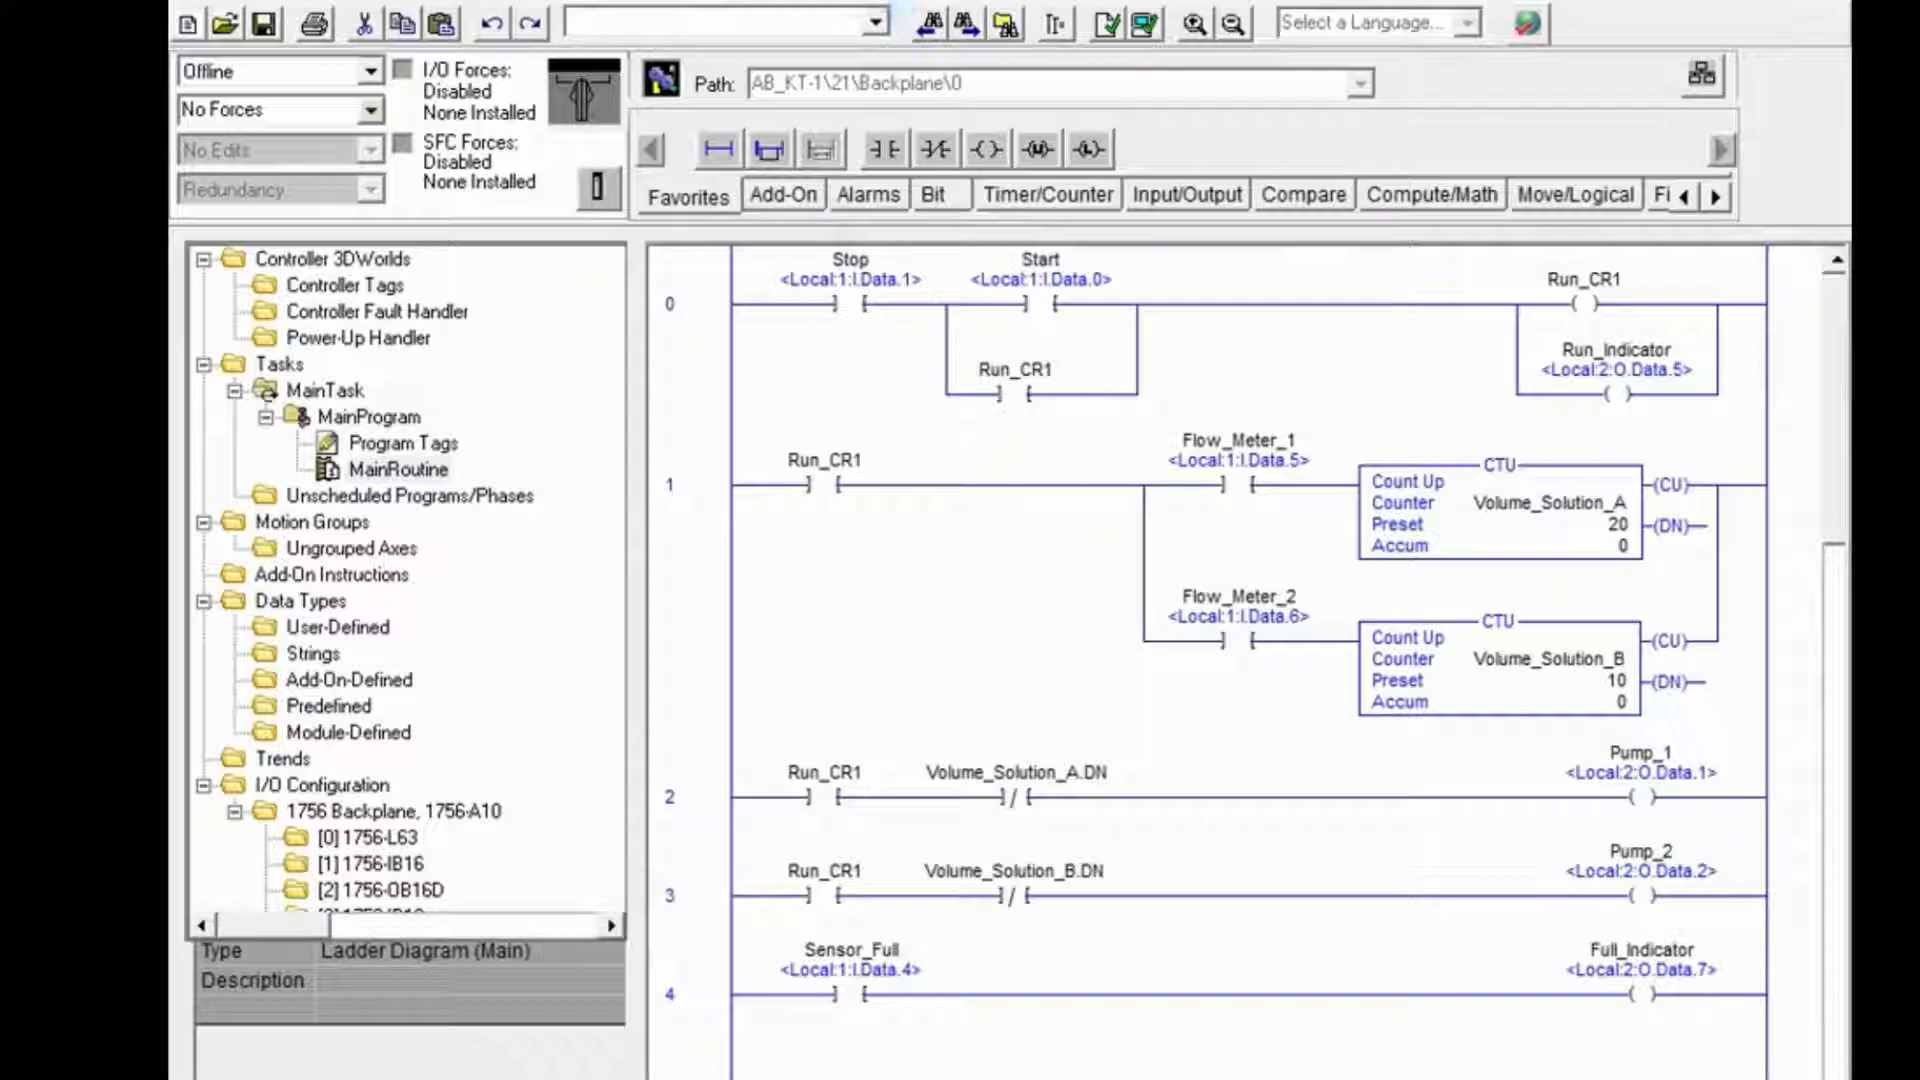 Select a Language...
Offline
I/O Forces:
Disabled
None Installed
No Forces
No Edits
SFC Forces:
Disabled
None Installed
Redundancy
Path: AB_KT-1\21\Backplane\0
Favorites Add-On Alarms Bit Timer/Counter Input/Output Compare Compute/Math Move/Logical Fi
Controller 3DWorlds
Controller Tags
Controller Fault Handler
Power-Up Handler
Tasks
MainTask
MainProgram
Program Tags
MainRoutine
Unscheduled Programs/Phases
Motion Groups
Ungrouped Axes
Add-On Instructions
Data Types
User-Defined
Strings
Add-On-Defined
Predefined
Module-Defined
Trends
I/O Configuration
1756 Backplane, 1756-A10
[0] 1756-L63
[1] 1756-IB16
[2] 1756-OB16D
Type Ladder Diagram (Main)
Description
Stop
<Local:1:I.Data.1>
Start
<Local:1:I.Data.0>
Run_CR1
0
Run_CR1
Run_Indicator
<Local:2:O.Data.5>
Run_CR1
Flow_Meter_1
<Local:1:I.Data.5>
1
CTU
Count Up
Counter Volume_Solution_A
Preset 20
Accum 0
(CU)
(DN)
Flow_Meter_2
<Local:1:I.Data.6>
CTU
Count Up
Counter Volume_Solution_B
Preset 10
Accum 0
(CU)
(DN)
Run_CR1
Volume_Solution_A.DN
Pump_1
<Local:2:O.Data.1>
2
Run_CR1
Volume_Solution_B.DN
Pump_2
<Local:2:O.Data.2>
3
Sensor_Full
<Local:1:I.Data.4>
Full_Indicator
<Local:2:O.Data.7>
4